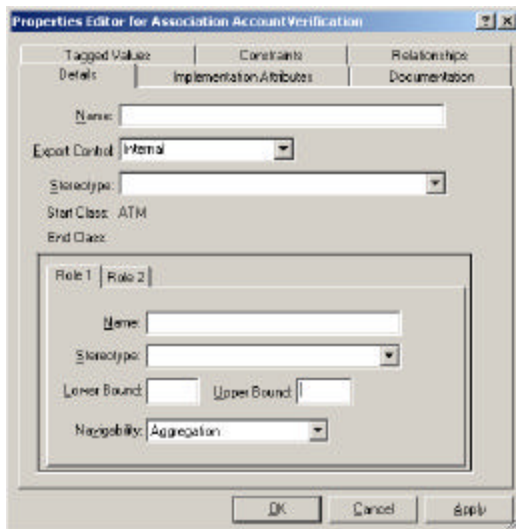 Properties Editor for Association AccountVerification
Tagged Values Constraints Relationships
Details Implementation Attributes Documentation
Name:
Export Control: Internal
Stereotype:
Start Class: ATM
End Class:
Role 1 Role 2
Name:
Stereotype:
Lower Bound: Upper Bound:
Navigability: Aggregation
OK Cancel Apply